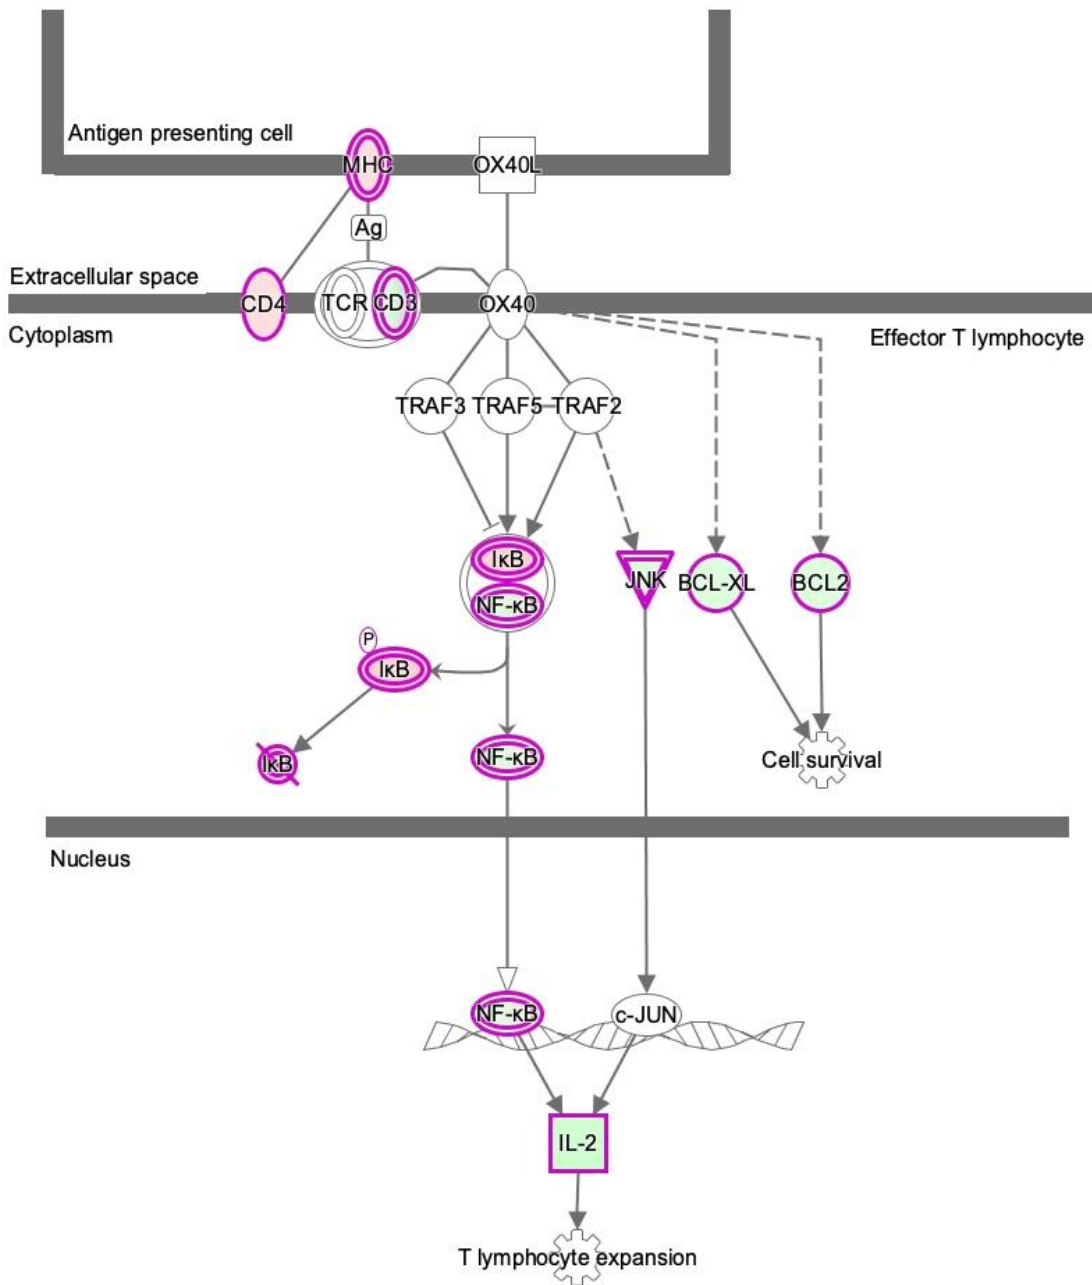 Antigen presenting cell
MHC
OX40L
Ag
Extracellular space
CD4
TCR
CD3
OX40
Cytoplasm
Effector T lymphocyte
TRAF3
TRAF5
TRAF2
IκB
NF-κB
JNK
BCL-XL
BCL2
P
IκB
IκB
NF-κB
Cell survival
Nucleus
NF-κB
c-JUN
IL-2
T lymphocyte expansion